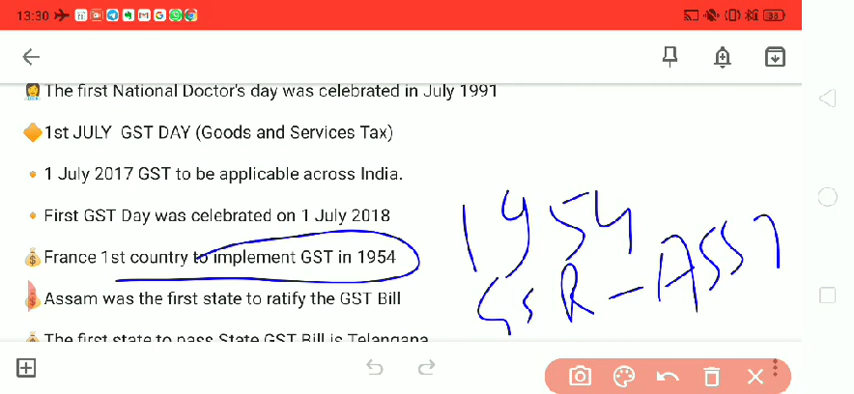 13:30
The first National Doctor's day was celebrated in July 1991
1st JULY GST DAY (Goods and Services Tax)
1 July 2017 GST to be applicable across India.
First GST Day was celebrated on 1 July 2018
France 1st country to implement GST in 1954
Assam was the first state to ratify the GST Bill
The first state to pass State GST Bill is Telangana
1954